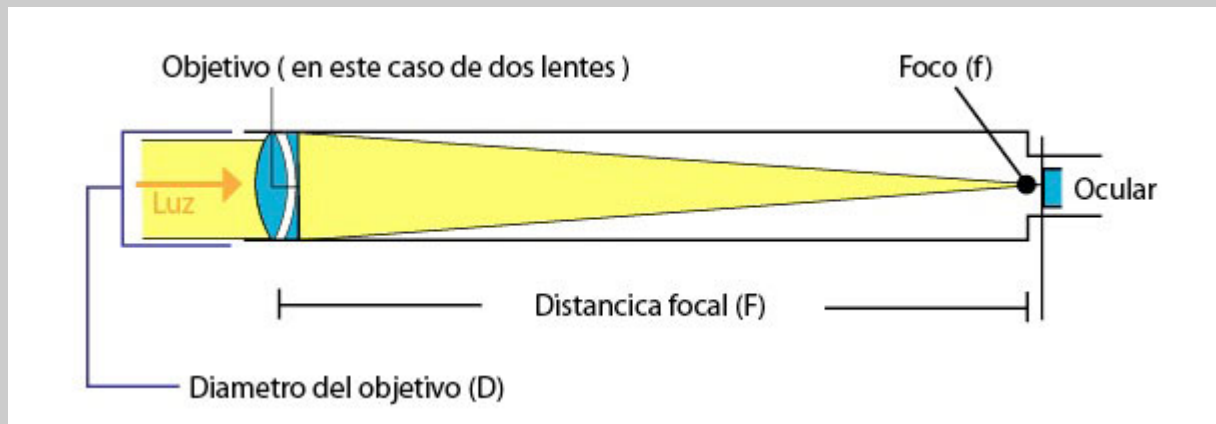 Objetivo ( en este caso de dos lentes )
Foco (f)
Luz
Ocular
Distancica focal (F)
Diametro del objetivo (D)